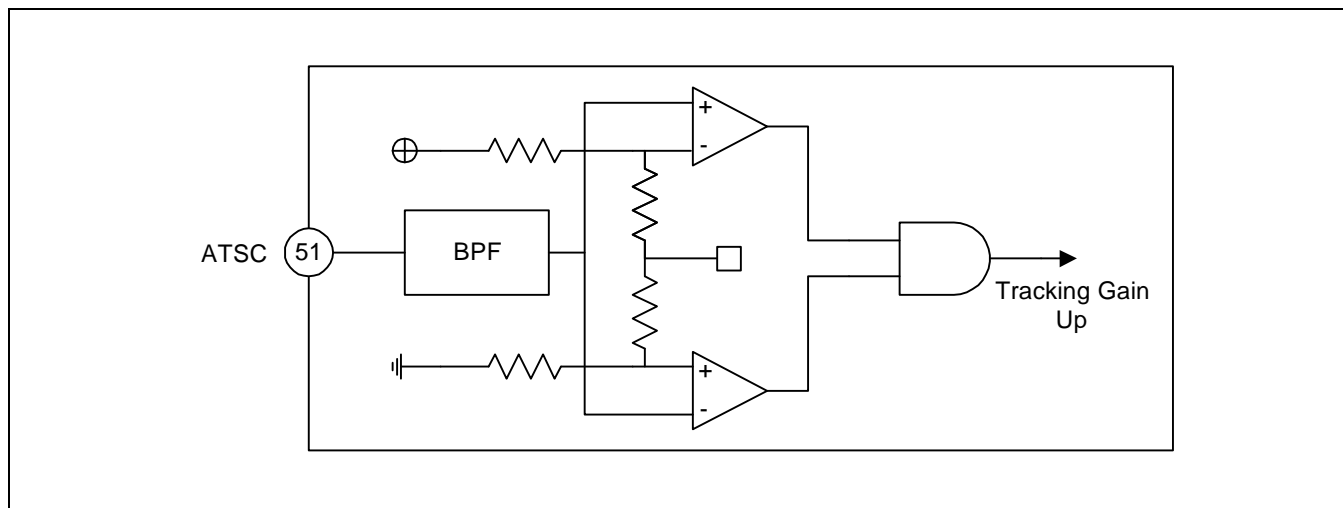 +
-
ATSC
51
BPF
Tracking Gain
Up
+
-